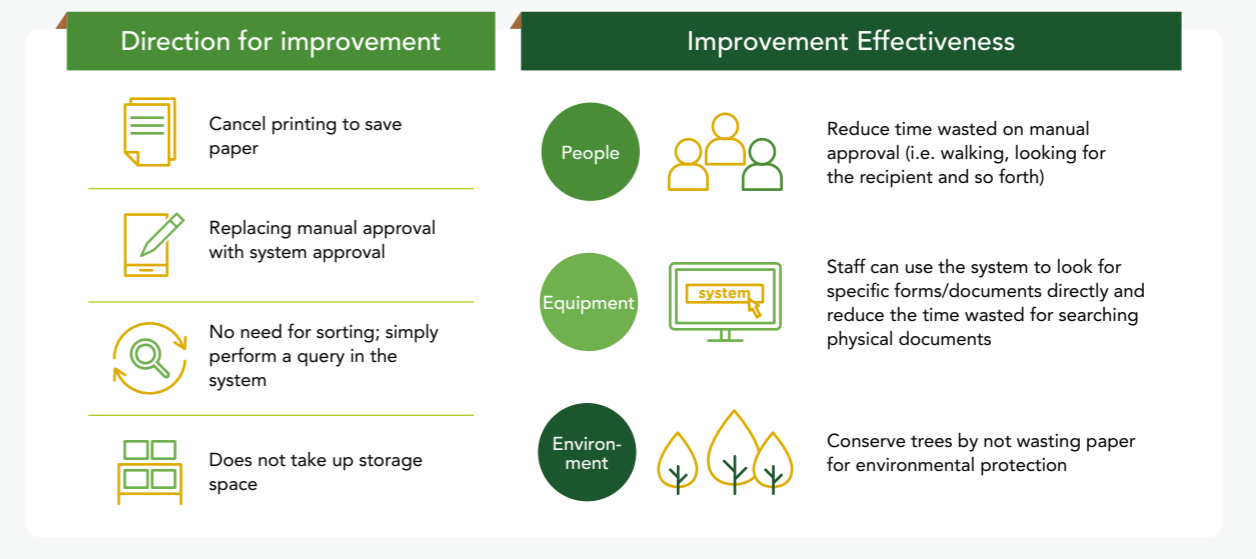 Direction for improvement
Cancel printing to save
paper
Replacing manual approval
with system approval
No need for sorting; simply
perform a query in the
system
Does not take up storage
space
Improvement Effectiveness
People
Reduce time wasted on manual
approval (i.e. walking, looking for
the recipient and so forth)
Equipment
system
Staff can use the system to look for
specific forms/documents directly and
reduce the time wasted for searching
physical documents
Environ-
ment
Conserve trees by not wasting paper
for environmental protection